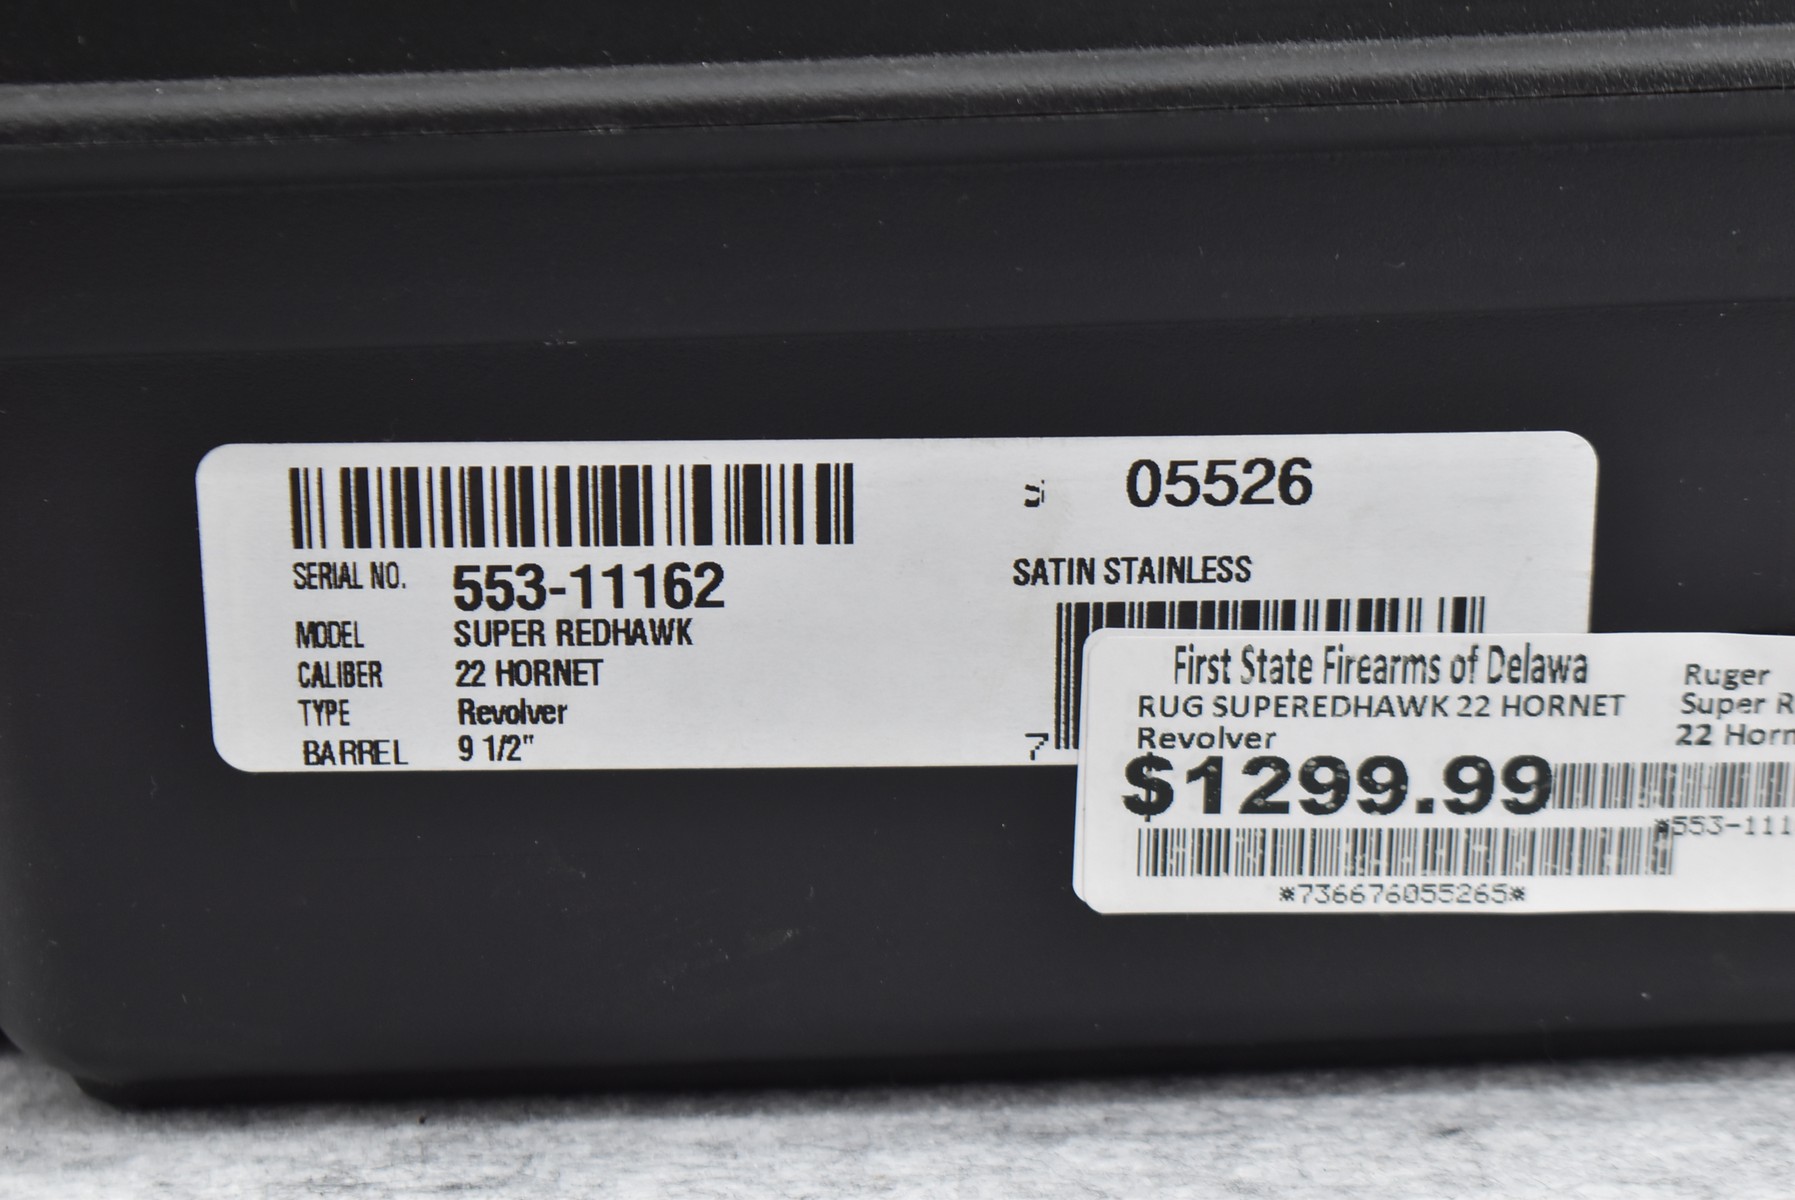 05526
SERIAL NO. 553-11162
SATIN STAINLESS
MODEL SUPER REDHAWK
CALIBER 22 HORNET
TYPE Revolver
BARREL 9 1/2"
7
First State Firearms of Delawa
RUG SUPEREDHAWK 22 HORNET
Revolver
$1299.99
*736676055265*
Ruger
Super R
22 Horn
*553-111